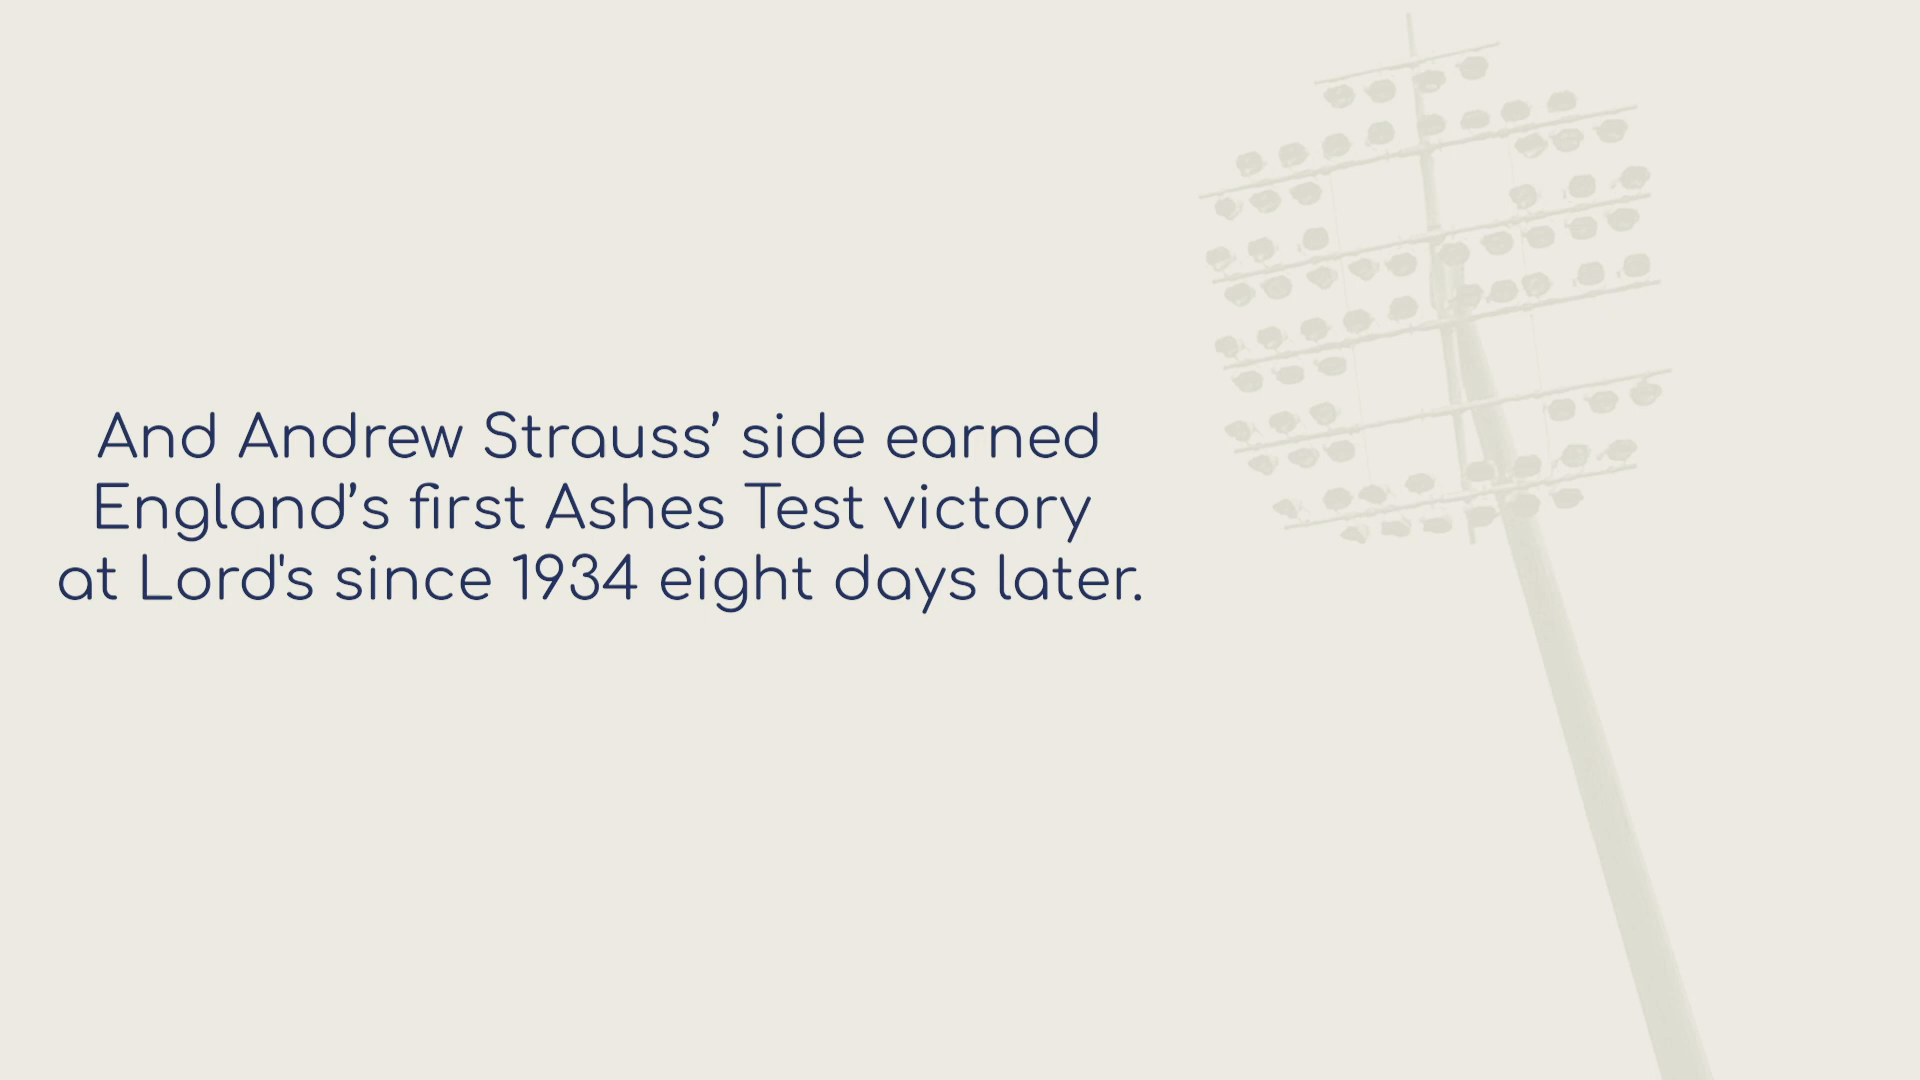 And Andrew Strauss’ side earned
England’s first Ashes Test victory
at Lord's since 1934 eight days later.